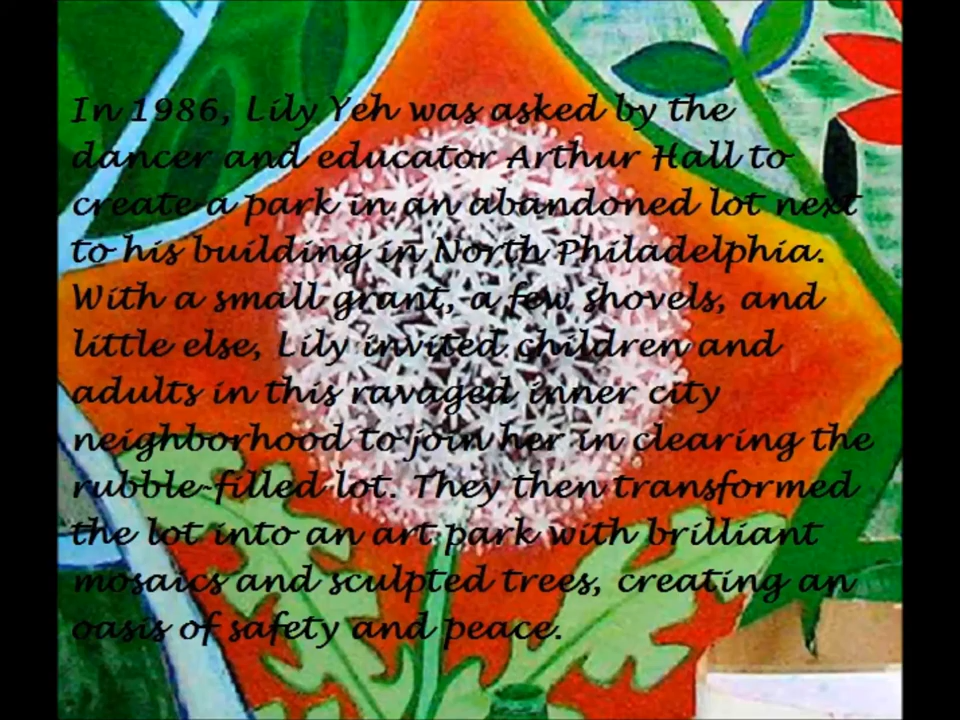 In 1986, Lily Yeh was asked by the
dancer and educator Arthur Hall to
create a park in an abandoned lot next
to his building in North Philadelphia.
With a small grant, a few shovels, and
little else, Lily invited children and
adults in this ravaged inner city
neighborhood to join her in clearing the
rubble-filled lot. They then transformed
the lot into an art park with brilliant
mosaics and sculpted trees, creating an
oasis of safety and peace.